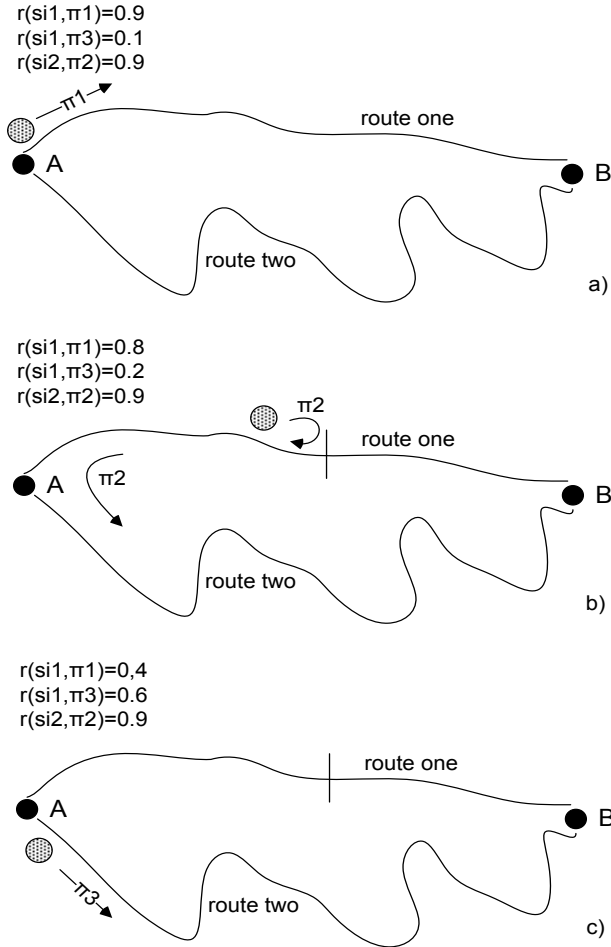 r(si1,π1)=0.9
r(si1,π3)=0.1
r(si2,π2)=0.9
π1
route one
A
B
route two
a)
r(si1,π1)=0.8
r(si1,π3)=0.2
r(si2,π2)=0.9
π2
route one
π2
A
B
route two
b)
r(si1,π1)=0,4
r(si1,π3)=0.6
r(si2,π2)=0.9
route one
A
B
π3
route two
c)